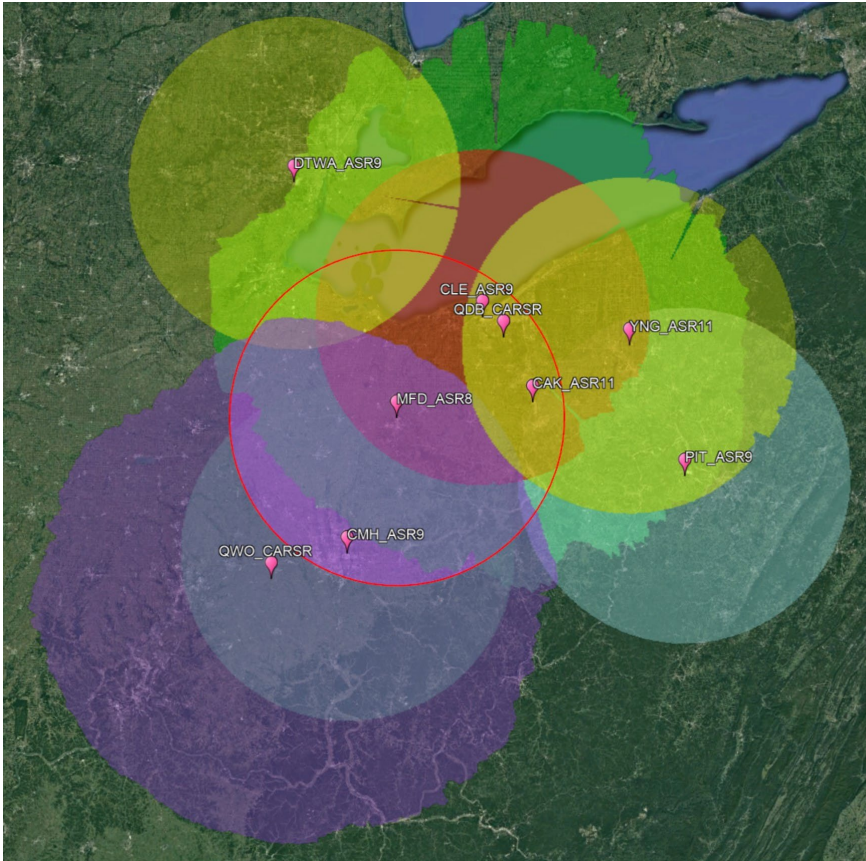 DTWA_ASR9
CLE_ASR9
QDB_CARSR
YNG_ASR11
CAK_ASR11
MFD_ASR8
PIT_ASR9
CMH_ASR9
QWO_CARSR